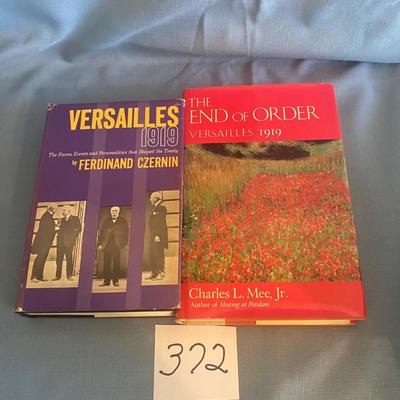 VERSAILLES
1919
The Forces, Events and Personalities that Shaped the Treaty
by FERDINAND CZERNIN
THE
END OF ORDER
VERSAILLES 1919
Charles L. Mee, Jr.
Author of Meeting at Potsdam
372